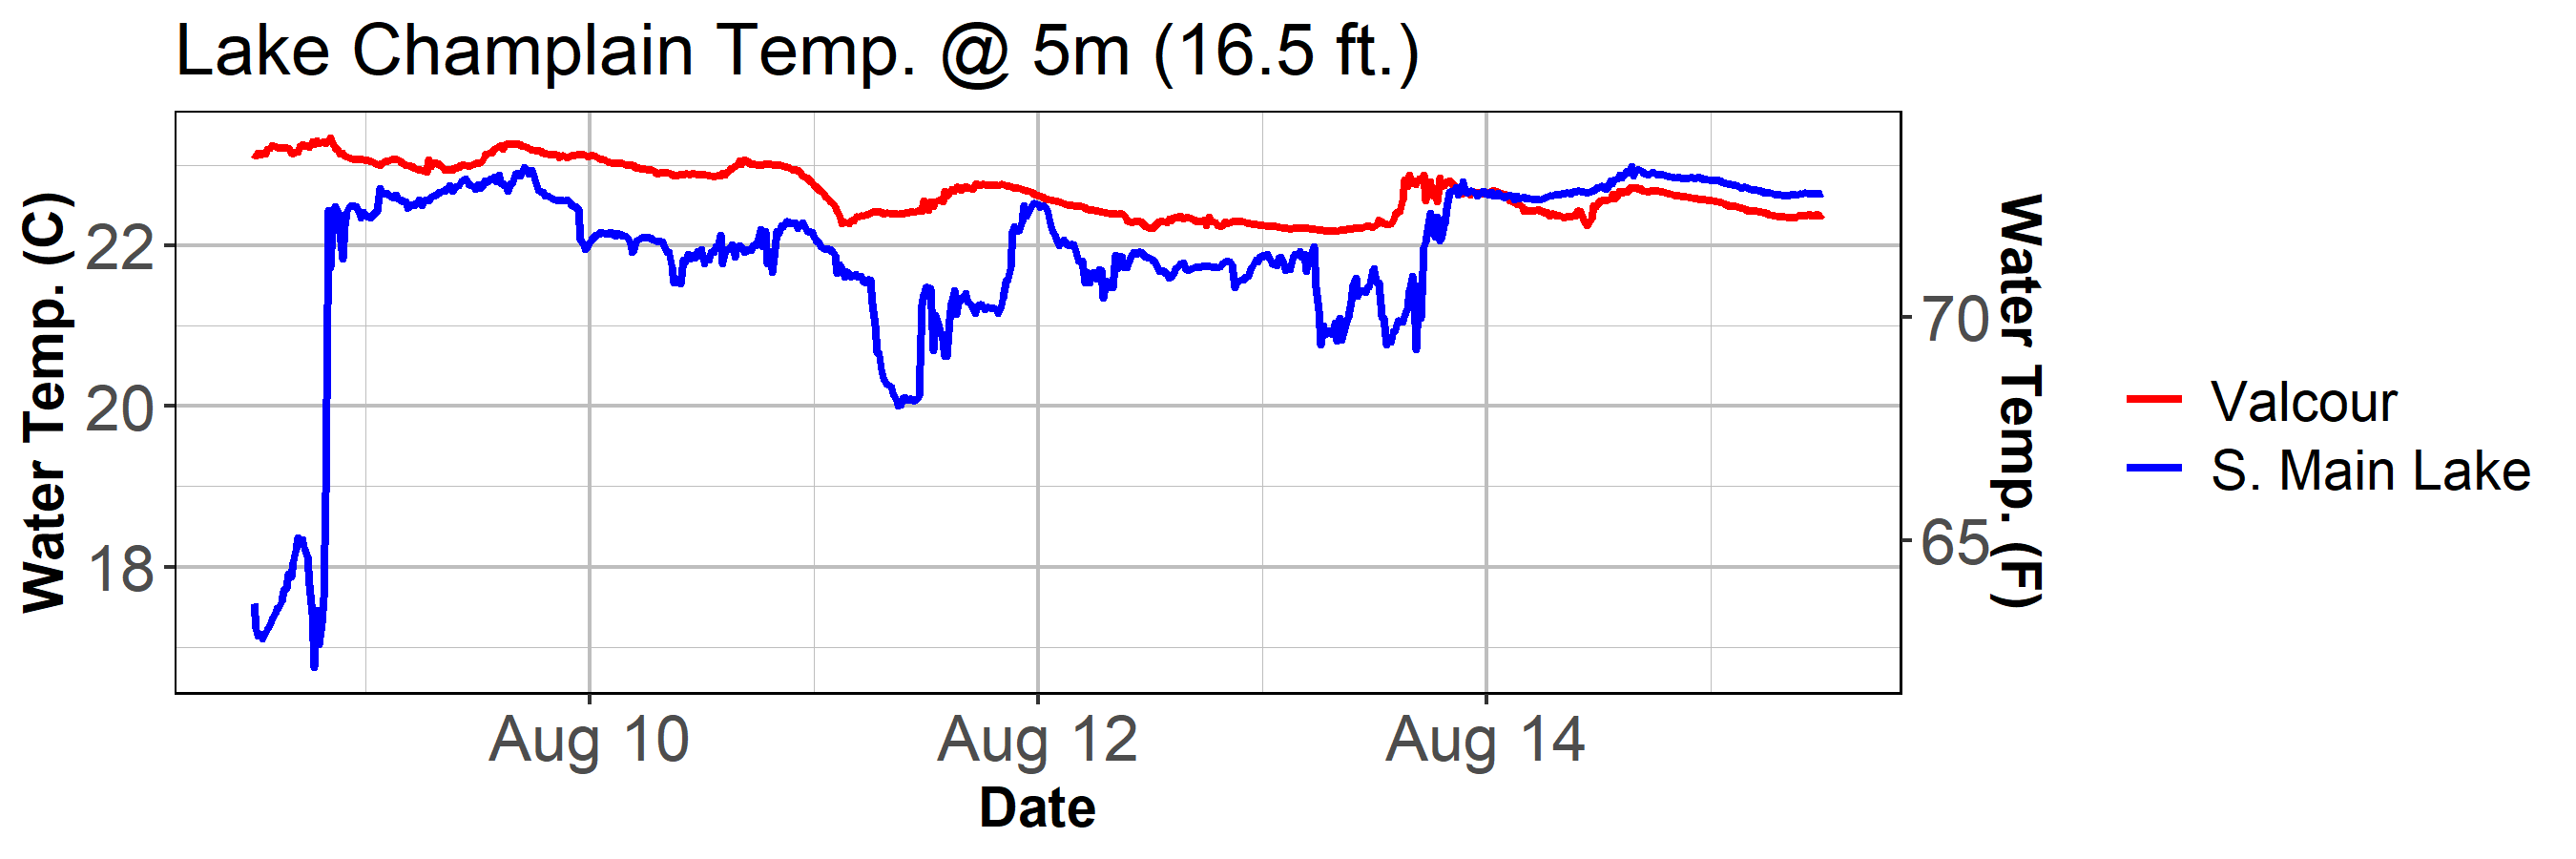 Lake Champlain Temp. @ 5m (16.5 ft.)
Water Temp. (C)
22
20
18
70
65
Water Temp. (F)
Valcour
S. Main Lake
Aug 10
Aug 12
Aug 14
Date